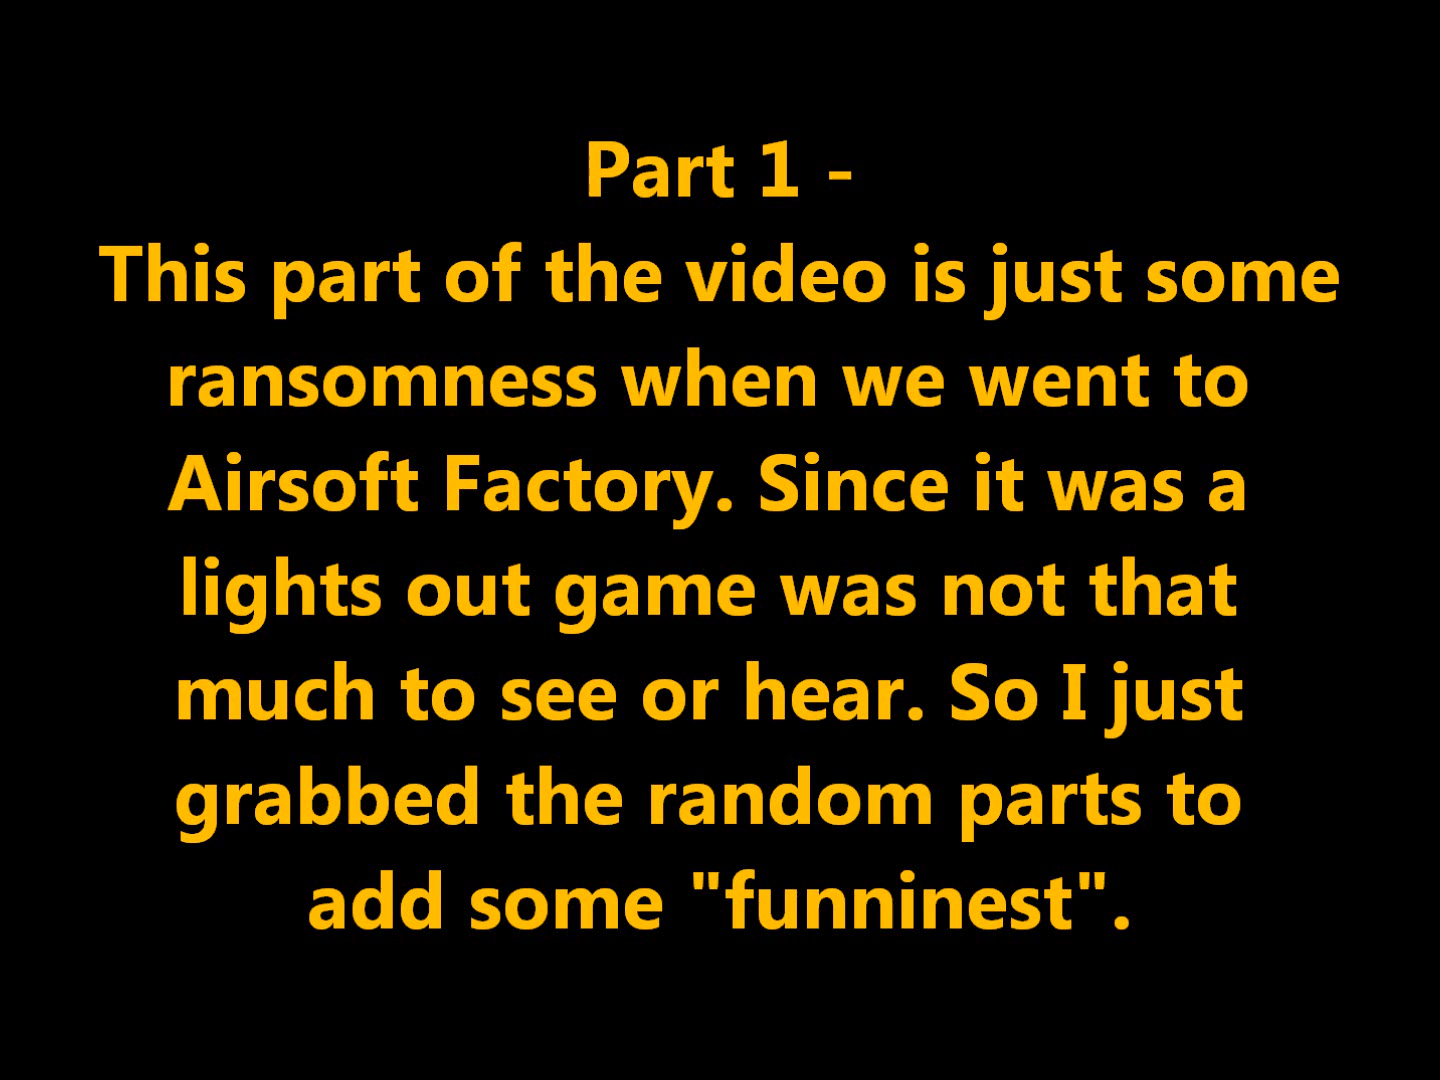 Part 1 -
This part of the video is just some
ransomness when we went to
Airsoft Factory. Since it was a
lights out game was not that
much to see or hear. So I just
grabbed the random parts to
add some "funninest".